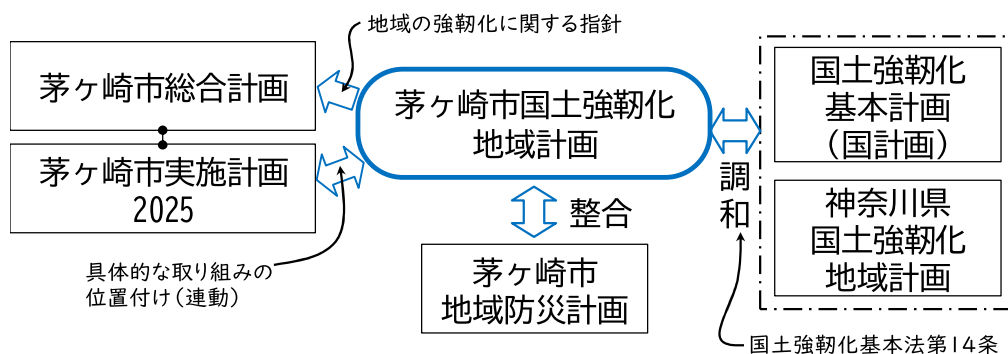 地域の強靭化に関する指針
茅ヶ崎市総合計画
茅ヶ崎市実施計画
2025
具体的な取り組みの
位置付け（連動）
茅ヶ崎市国土強靭化
地域計画
整合
茅ヶ崎市
地域防災計画
調和
国土強靭化
基本計画
（国計画）
神奈川県
国土強靭化
地域計画
国土強靭化基本法第14条